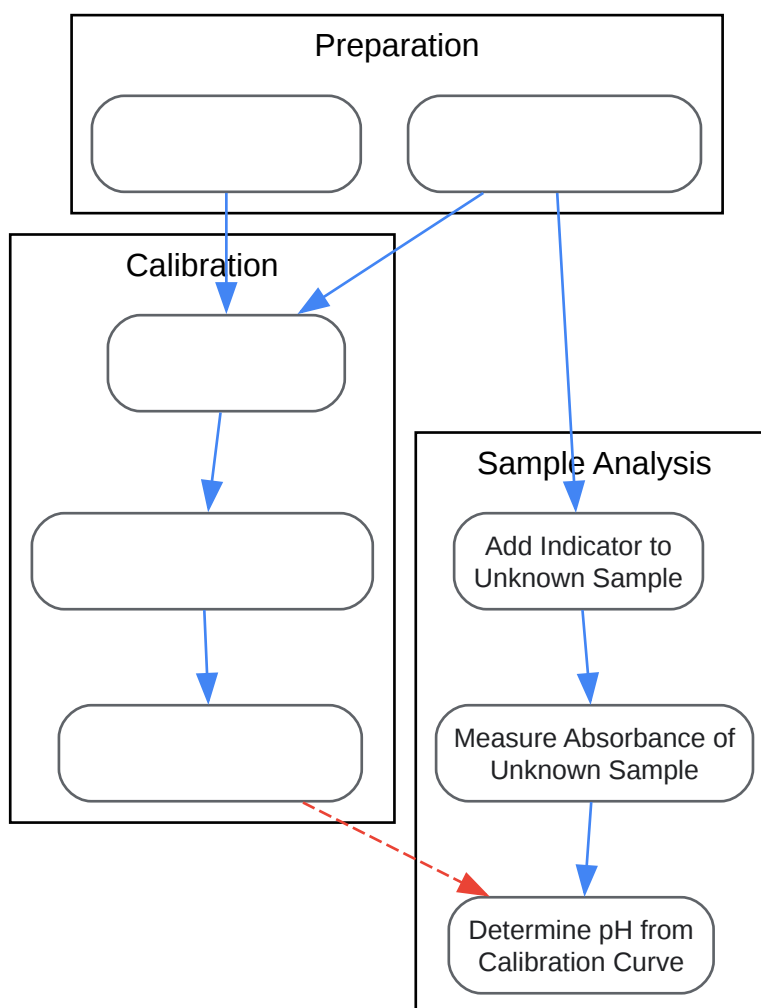 Preparation
Calibration
Sample Analysis
Add Indicator to
Unknown Sample
Measure Absorbance of
Unknown Sample
Determine pH from
Calibration Curve